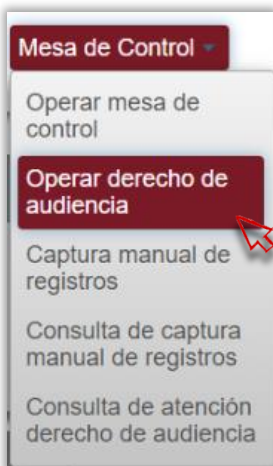 Mesa de Control
Operar mesa de
control
Operar derecho de
audiencia
Captura manual de
registros
Consulta de captura
manual de registros
Consulta de atención
derecho de audiencia